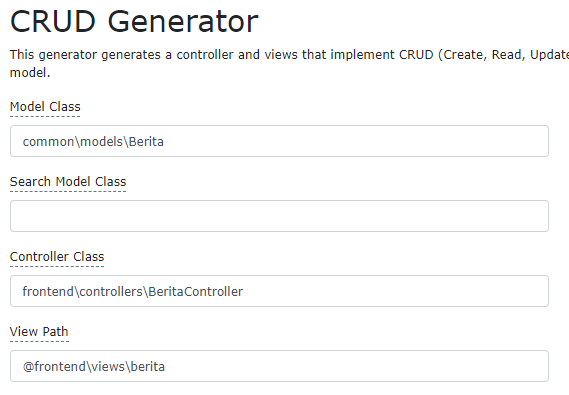 CRUD Generator
This generator generates a controller and views that implement CRUD (Create, Read, Update
model.
Model Class
common\models\Berita
Search Model Class
Controller Class
frontend\controllers\BeritaController
View Path
@frontend\views\berita